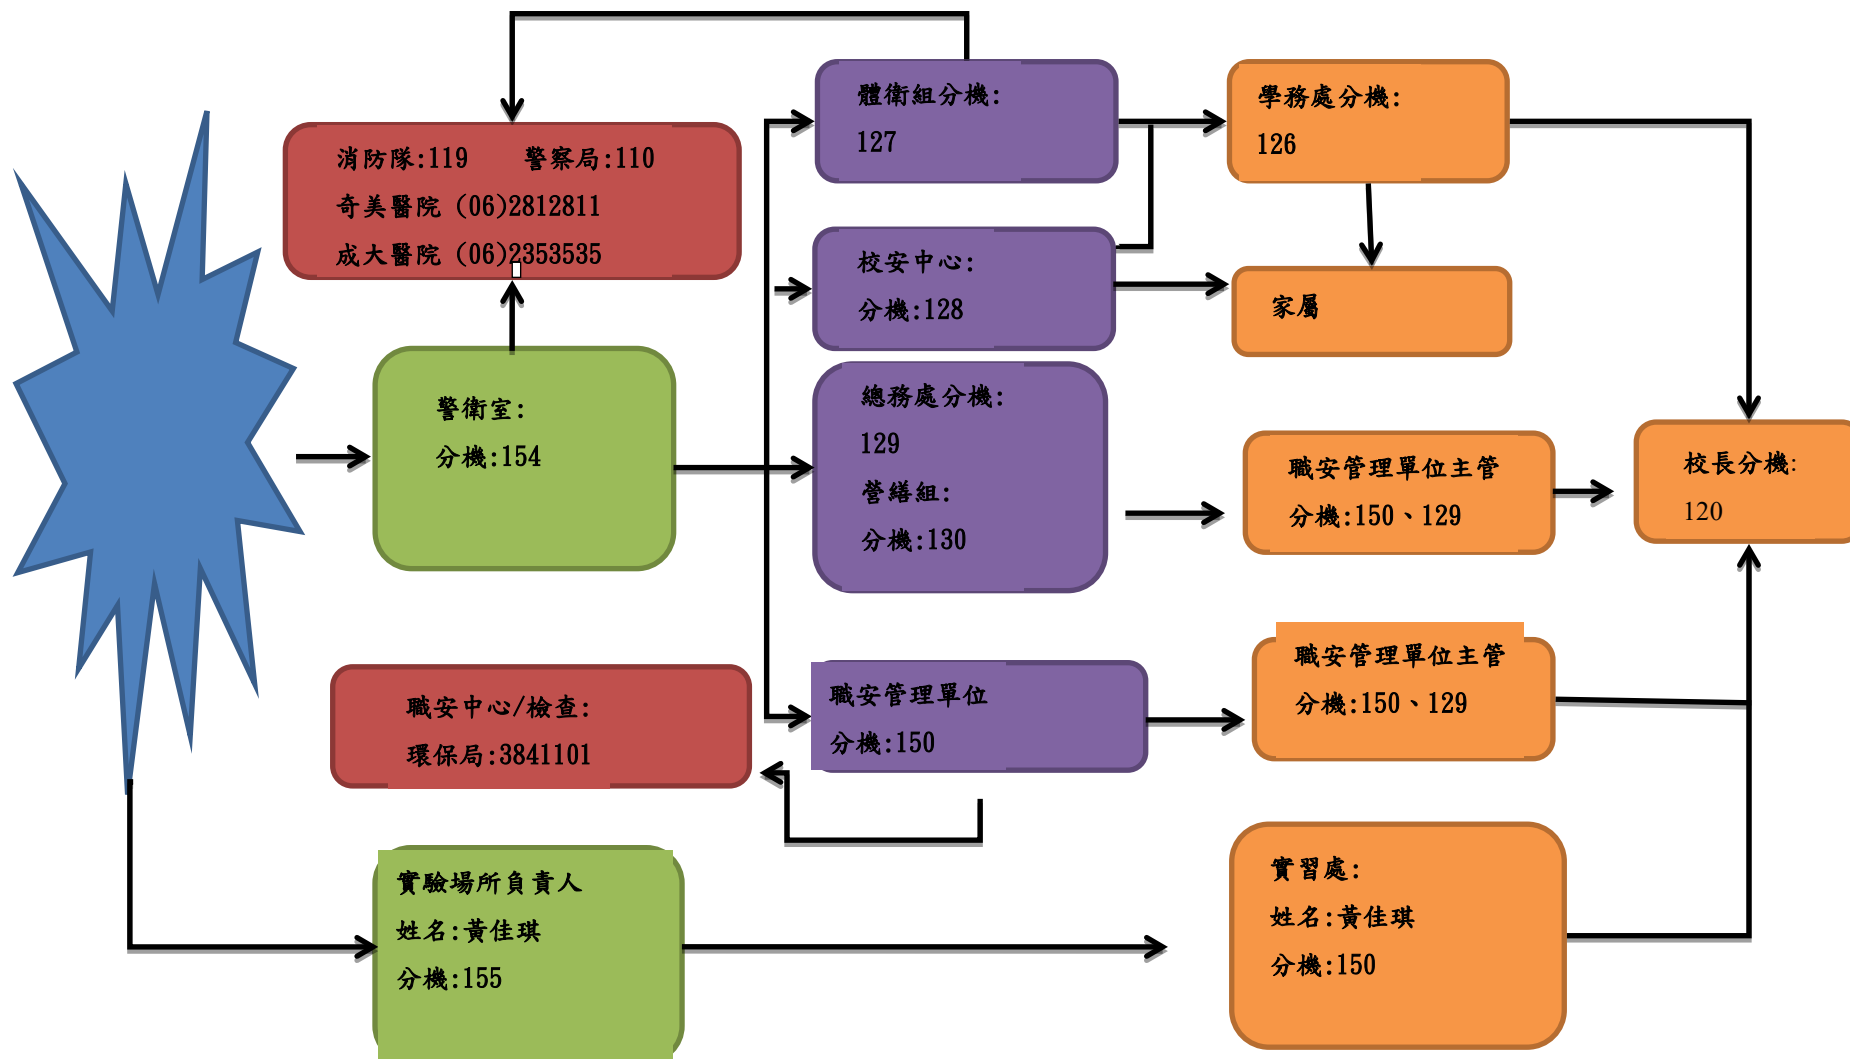 消防隊:119 警察局:110
奇美醫院 (06)2812811
成大醫院 (06)2353535
體衛組分機:
127
學務處分機:
126
校安中心:
分機:128
家屬
警衛室:
分機:154
總務處分機:
129
營繕組:
分機:130
職安管理單位主管
分機:150、129
校長分機:
120
職安中心/檢查:
環保局:3841101
職安管理單位
分機:150
職安管理單位主管
分機:150、129
實驗場所負責人
姓名:黃佳琪
分機:155
實習處:
姓名:黃佳琪
分機:150